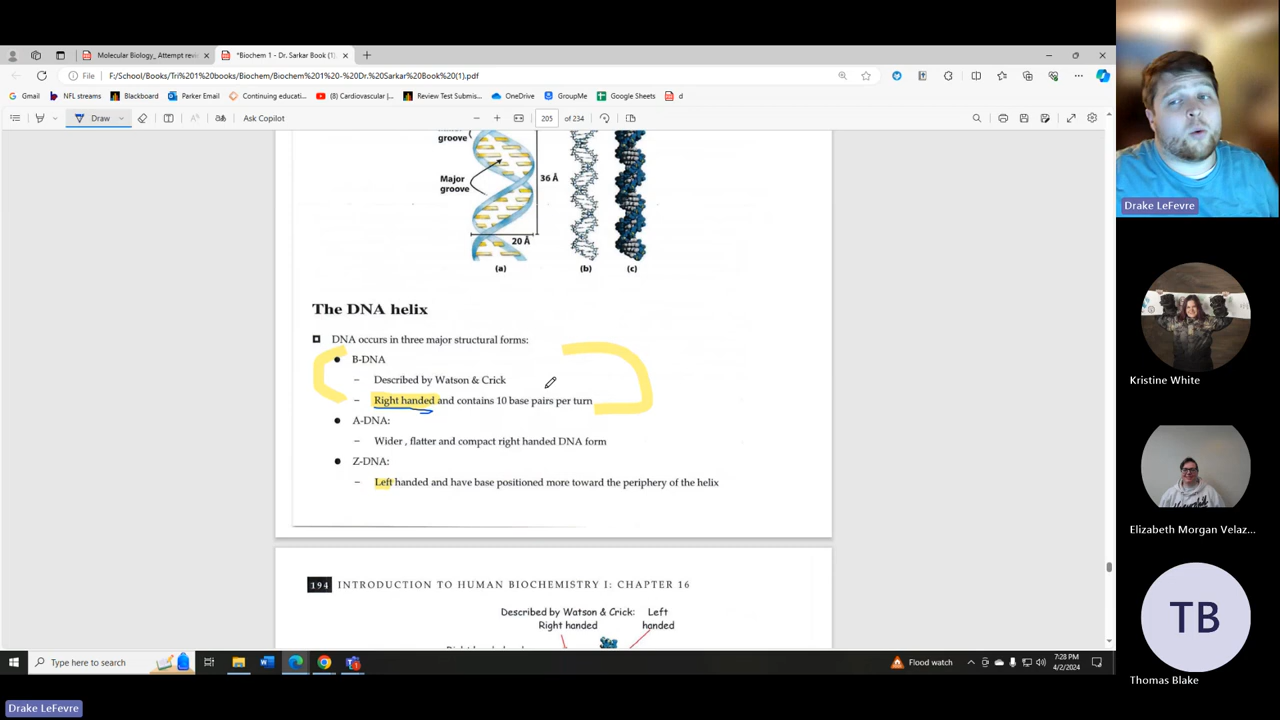 Molecular Biology_ Attempt revi
*Biochem 1 - Dr. Sarkar Book (1).
File
F:/School/Books/Tri%201%20books/Biochem/Biochem%201%20-%20Dr.%20Sarkar%20Book%20(1).pdf
Gmail
NFL streams
Blackboard
Parker Email
Continuing educati...
(8) Cardiovascular |...
Review Test Submis...
OneDrive
GroupMe
Google Sheets
d
Draw
Ask Copilot
205
of 234
groove
Major
groove
36 Å
20 Å
(a)
(b)
(c)
The DNA helix
DNA occurs in three major structural forms:
B-DNA
– Described by Watson & Crick
– Right handed and contains 10 base pairs per turn
A-DNA:
– Wider , flatter and compact right handed DNA form
Z-DNA:
– Left handed and have base positioned more toward the periphery of the helix
194 INTRODUCTION TO HUMAN BIOCHEMISTRY I: CHAPTER 16
Described by Watson & Crick:
Right handed
Left
handed
Type here to search
Flood watch
7:28 PM
4/2/2024
Drake LeFevre
Kristine White
Elizabeth Morgan Velaz...
TB
Thomas Blake
Drake LeFevre